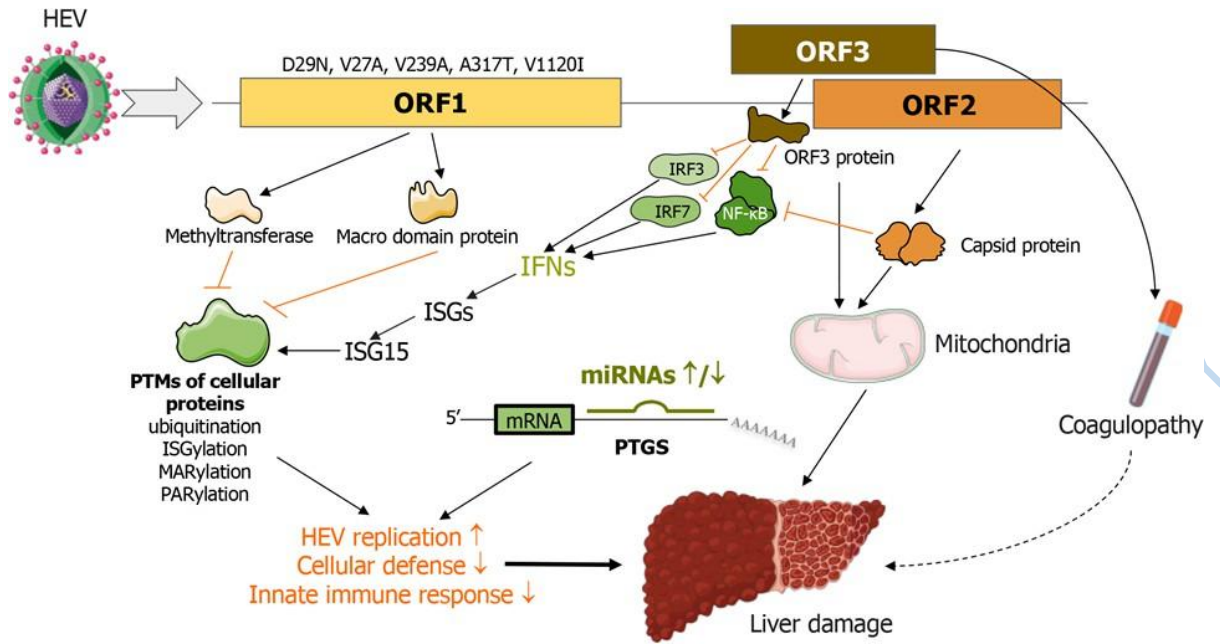 HEV
D29N, V27A, V239A, A317T, V1120I
ORF1
ORF3
ORF2
ORF3 protein
IRF3
IRF7
NF-κB
Methyltransferase
Macro domain protein
Capsid protein
IFNs
ISGs
ISG15
Mitochondria
PTMs of cellular
proteins
ubiquitination
ISGylation
MARylation
PARylation
miRNAs ↑/↓
5′
mRNA
AAAAAAA
PTGS
Coagulopathy
HEV replication ↑
Cellular defense ↓
Innate immune response ↓
Liver damage